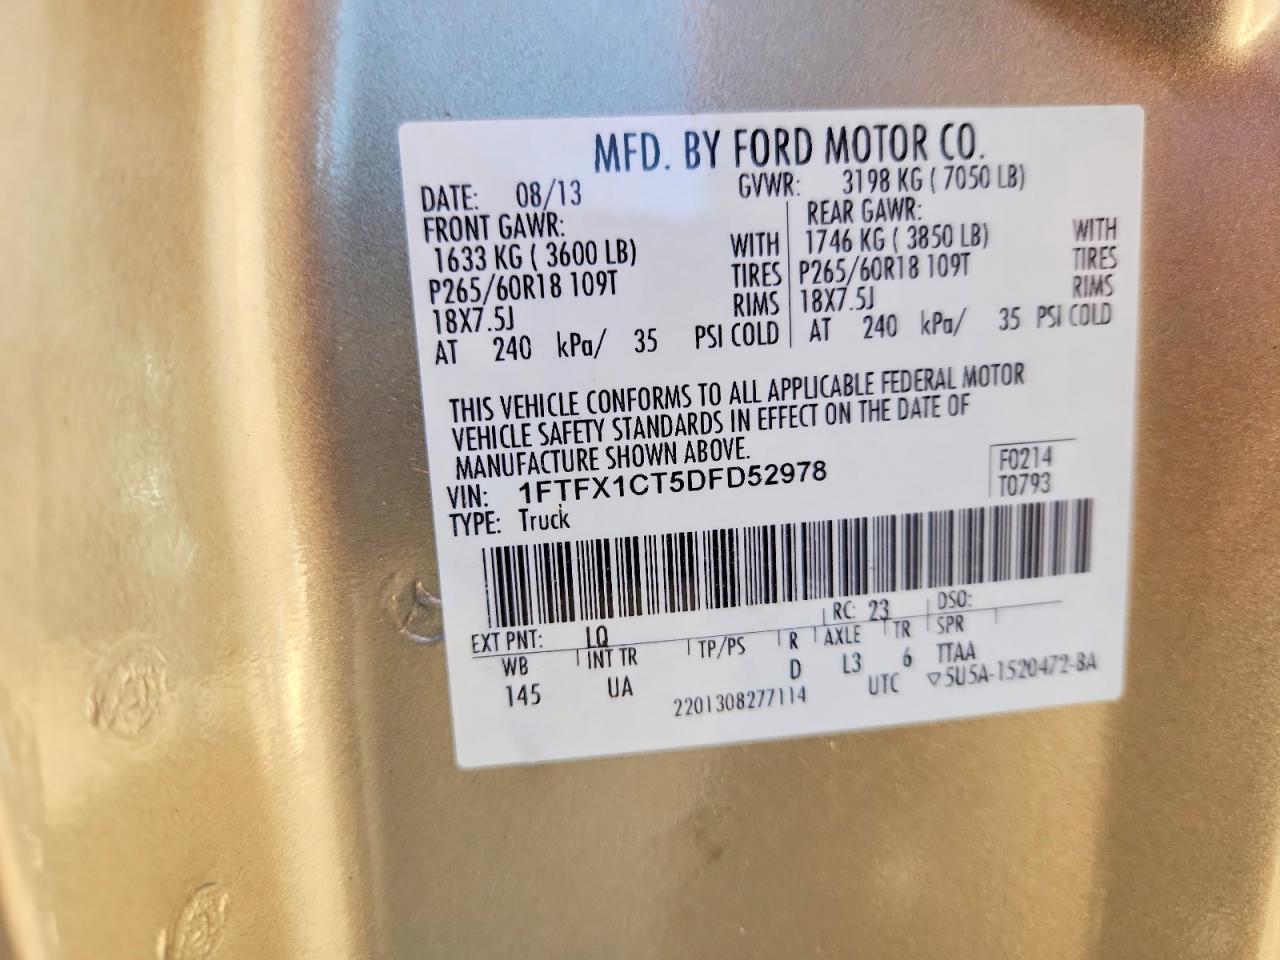 MFD. BY FORD MOTOR CO.
DATE: 08/13 GVWR: 3198 KG ( 7050 LB)
FRONT GAWR: REAR GAWR:
1633 KG ( 3600 LB) WITH 1746 KG ( 3850 LB) WITH
P265/60R18 109T TIRES P265/60R18 109T TIRES
18X7.5J RIMS 18X7.5J RIMS
AT 240 kPa/ 35 PSI COLD AT 240 kPa/ 35 PSI COLD
THIS VEHICLE CONFORMS TO ALL APPLICABLE FEDERAL MOTOR
VEHICLE SAFETY STANDARDS IN EFFECT ON THE DATE OF
MANUFACTURE SHOWN ABOVE.
VIN: 1FTFX1CT5DFD52978 F0214
TYPE: Truck T0793
EXT PNT: LQ RC: 23 DSO:
WB INT TR TP/PS R AXLE TR SPR
145 UA D L3 6 TTAA
2201308277114 UTC ▽5U5A-1520472-BA